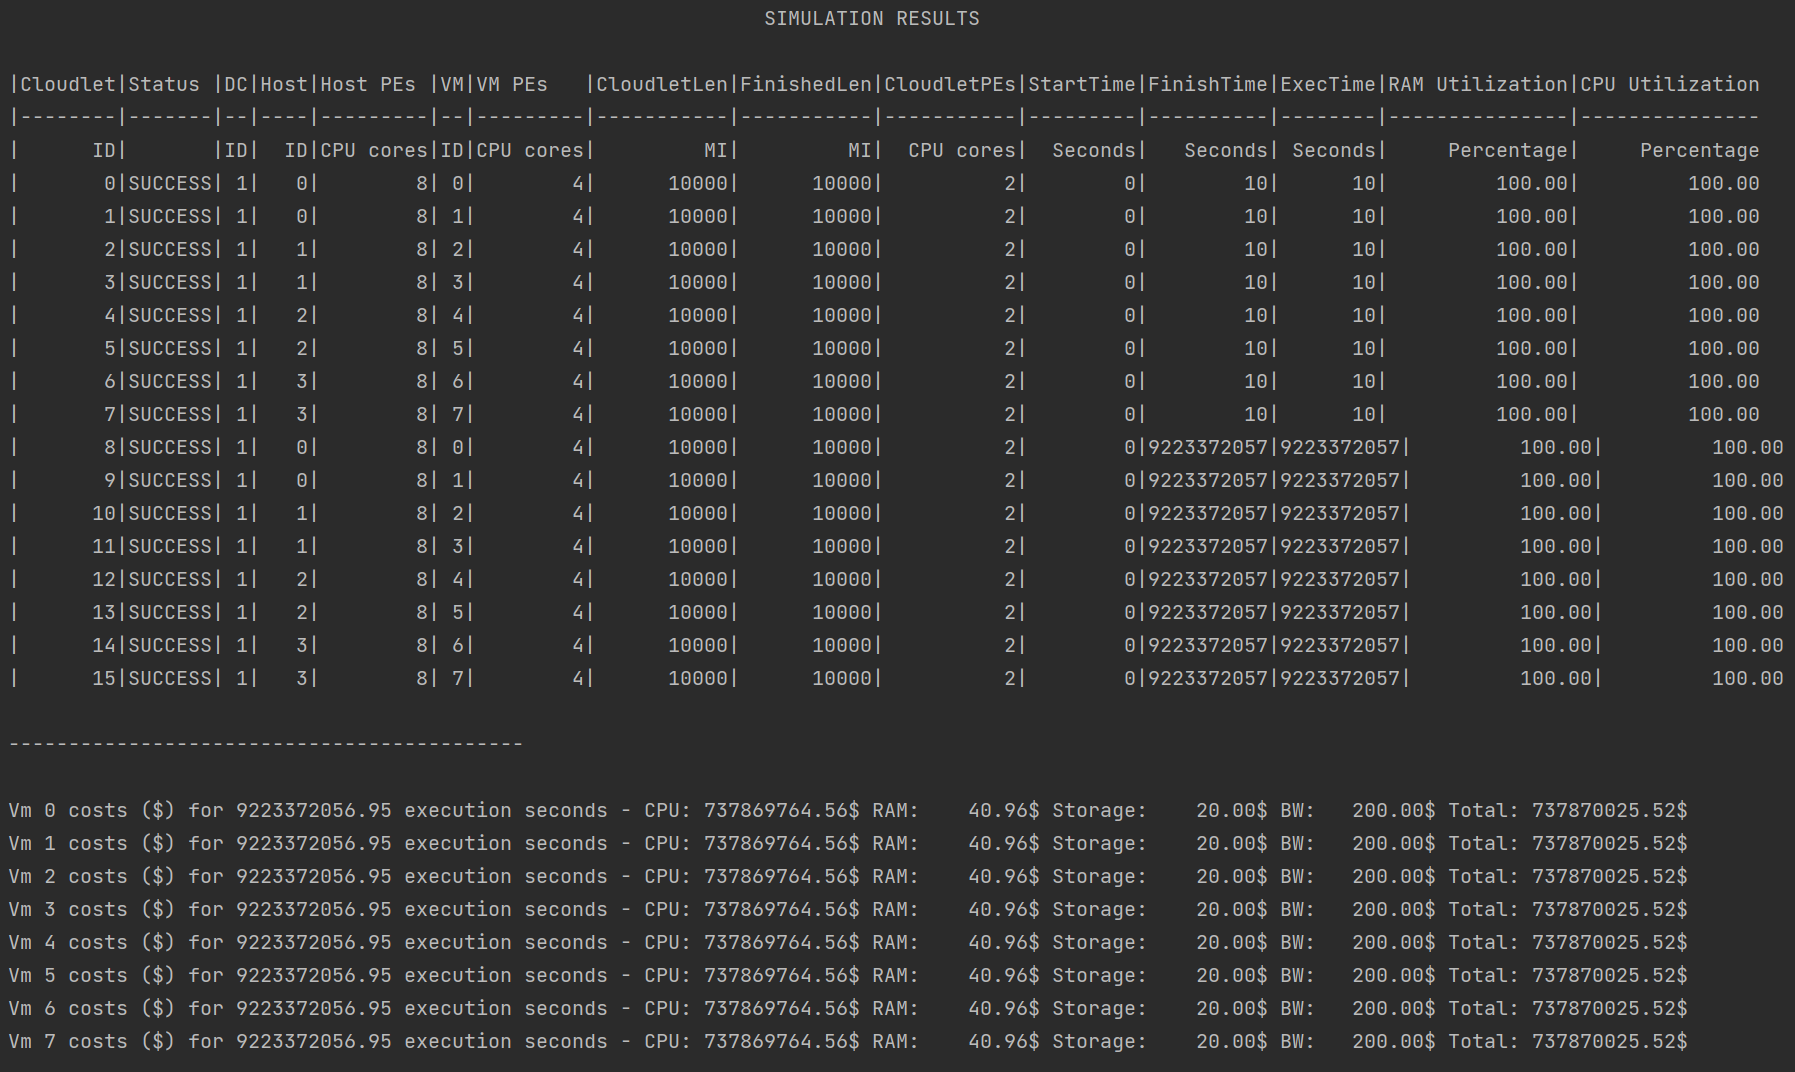 SIMULATION RESULTS
|Cloudlet|Status |DC|Host|Host PEs |VM|VM PEs   |CloudletLen|FinishedLen|CloudletPEs|StartTime|FinishTime|ExecTime|RAM Utilization|CPU Utilization
|--------|-------|--|----|---------|--|---------|-----------|-----------|-----------|---------|----------|--------|---------------|---------------
|      ID|       |ID|  ID|CPU cores|ID|CPU cores|         MI|         MI|  CPU cores|  Seconds|   Seconds| Seconds|     Percentage|     Percentage
|       0|SUCCESS| 1|   0|        8| 0|        4|      10000|      10000|          2|        0|        10|      10|         100.00|         100.00
|       1|SUCCESS| 1|   0|        8| 1|        4|      10000|      10000|          2|        0|        10|      10|         100.00|         100.00
|       2|SUCCESS| 1|   1|        8| 2|        4|      10000|      10000|          2|        0|        10|      10|         100.00|         100.00
|       3|SUCCESS| 1|   1|        8| 3|        4|      10000|      10000|          2|        0|        10|      10|         100.00|         100.00
|       4|SUCCESS| 1|   2|        8| 4|        4|      10000|      10000|          2|        0|        10|      10|         100.00|         100.00
|       5|SUCCESS| 1|   2|        8| 5|        4|      10000|      10000|          2|        0|        10|      10|         100.00|         100.00
|       6|SUCCESS| 1|   3|        8| 6|        4|      10000|      10000|          2|        0|        10|      10|         100.00|         100.00
|       7|SUCCESS| 1|   3|        8| 7|        4|      10000|      10000|          2|        0|        10|      10|         100.00|         100.00
|       8|SUCCESS| 1|   0|        8| 0|        4|      10000|      10000|          2|        0|9223372057|9223372057|         100.00|         100.00
|       9|SUCCESS| 1|   0|        8| 1|        4|      10000|      10000|          2|        0|9223372057|9223372057|         100.00|         100.00
|      10|SUCCESS| 1|   1|        8| 2|        4|      10000|      10000|          2|        0|9223372057|9223372057|         100.00|         100.00
|      11|SUCCESS| 1|   1|        8| 3|        4|      10000|      10000|          2|        0|9223372057|9223372057|         100.00|         100.00
|      12|SUCCESS| 1|   2|        8| 4|        4|      10000|      10000|          2|        0|9223372057|9223372057|         100.00|         100.00
|      13|SUCCESS| 1|   2|        8| 5|        4|      10000|      10000|          2|        0|9223372057|9223372057|         100.00|         100.00
|      14|SUCCESS| 1|   3|        8| 6|        4|      10000|      10000|          2|        0|9223372057|9223372057|         100.00|         100.00
|      15|SUCCESS| 1|   3|        8| 7|        4|      10000|      10000|          2|        0|9223372057|9223372057|         100.00|         100.00
-------------------------------------------
Vm 0 costs ($) for 9223372056.95 execution seconds - CPU: 737869764.56$ RAM:    40.96$ Storage:    20.00$ BW:   200.00$ Total: 737870025.52$
Vm 1 costs ($) for 9223372056.95 execution seconds - CPU: 737869764.56$ RAM:    40.96$ Storage:    20.00$ BW:   200.00$ Total: 737870025.52$
Vm 2 costs ($) for 9223372056.95 execution seconds - CPU: 737869764.56$ RAM:    40.96$ Storage:    20.00$ BW:   200.00$ Total: 737870025.52$
Vm 3 costs ($) for 9223372056.95 execution seconds - CPU: 737869764.56$ RAM:    40.96$ Storage:    20.00$ BW:   200.00$ Total: 737870025.52$
Vm 4 costs ($) for 9223372056.95 execution seconds - CPU: 737869764.56$ RAM:    40.96$ Storage:    20.00$ BW:   200.00$ Total: 737870025.52$
Vm 5 costs ($) for 9223372056.95 execution seconds - CPU: 737869764.56$ RAM:    40.96$ Storage:    20.00$ BW:   200.00$ Total: 737870025.52$
Vm 6 costs ($) for 9223372056.95 execution seconds - CPU: 737869764.56$ RAM:    40.96$ Storage:    20.00$ BW:   200.00$ Total: 737870025.52$
Vm 7 costs ($) for 9223372056.95 execution seconds - CPU: 737869764.56$ RAM:    40.96$ Storage:    20.00$ BW:   200.00$ Total: 737870025.52$